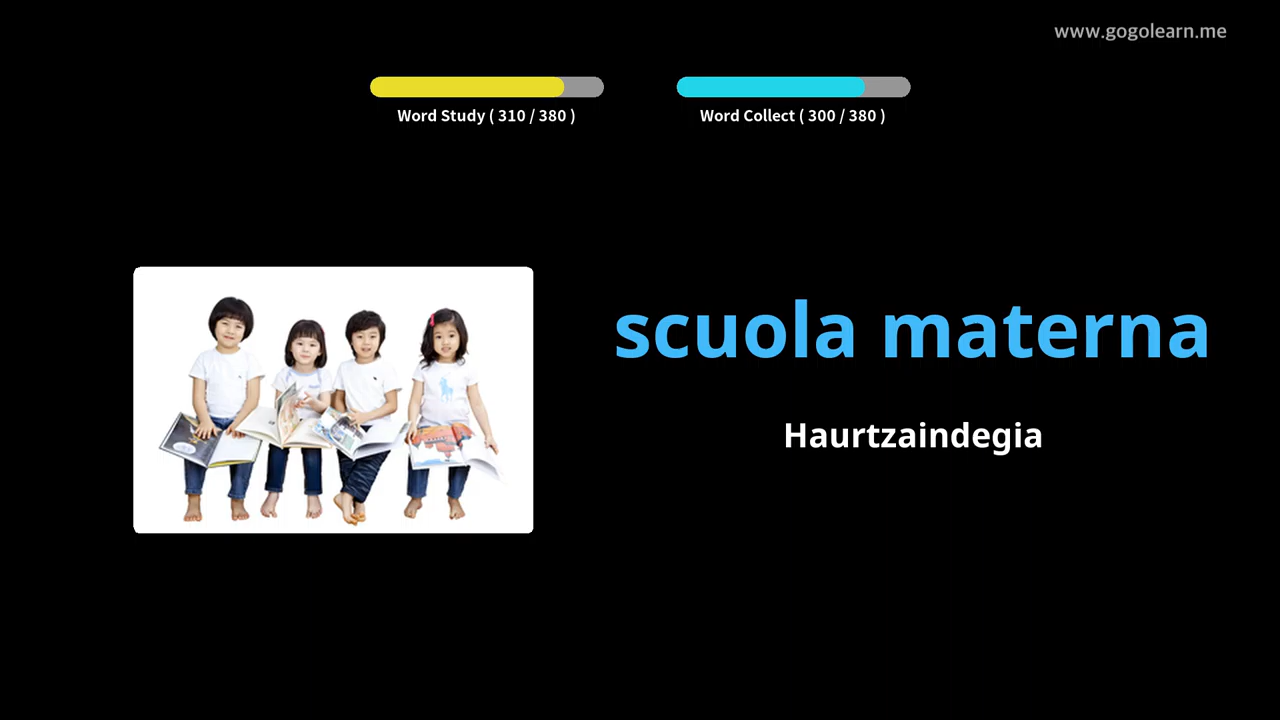 www.gogolearn.me
Word Study ( 310 / 380 )
Word Collect ( 300 / 380 )
scuola materna
Haurtzaindegia